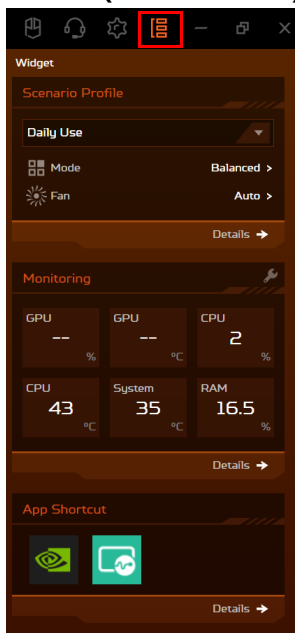 Widget
Scenario Profile
Daily Use
Mode Balanced >
Fan Auto >
Details →
Monitoring
GPU GPU CPU
-- -- 2
% °C %
CPU System RAM
43 35 16.5
°C °C %
Details →
App Shortcut
Details →